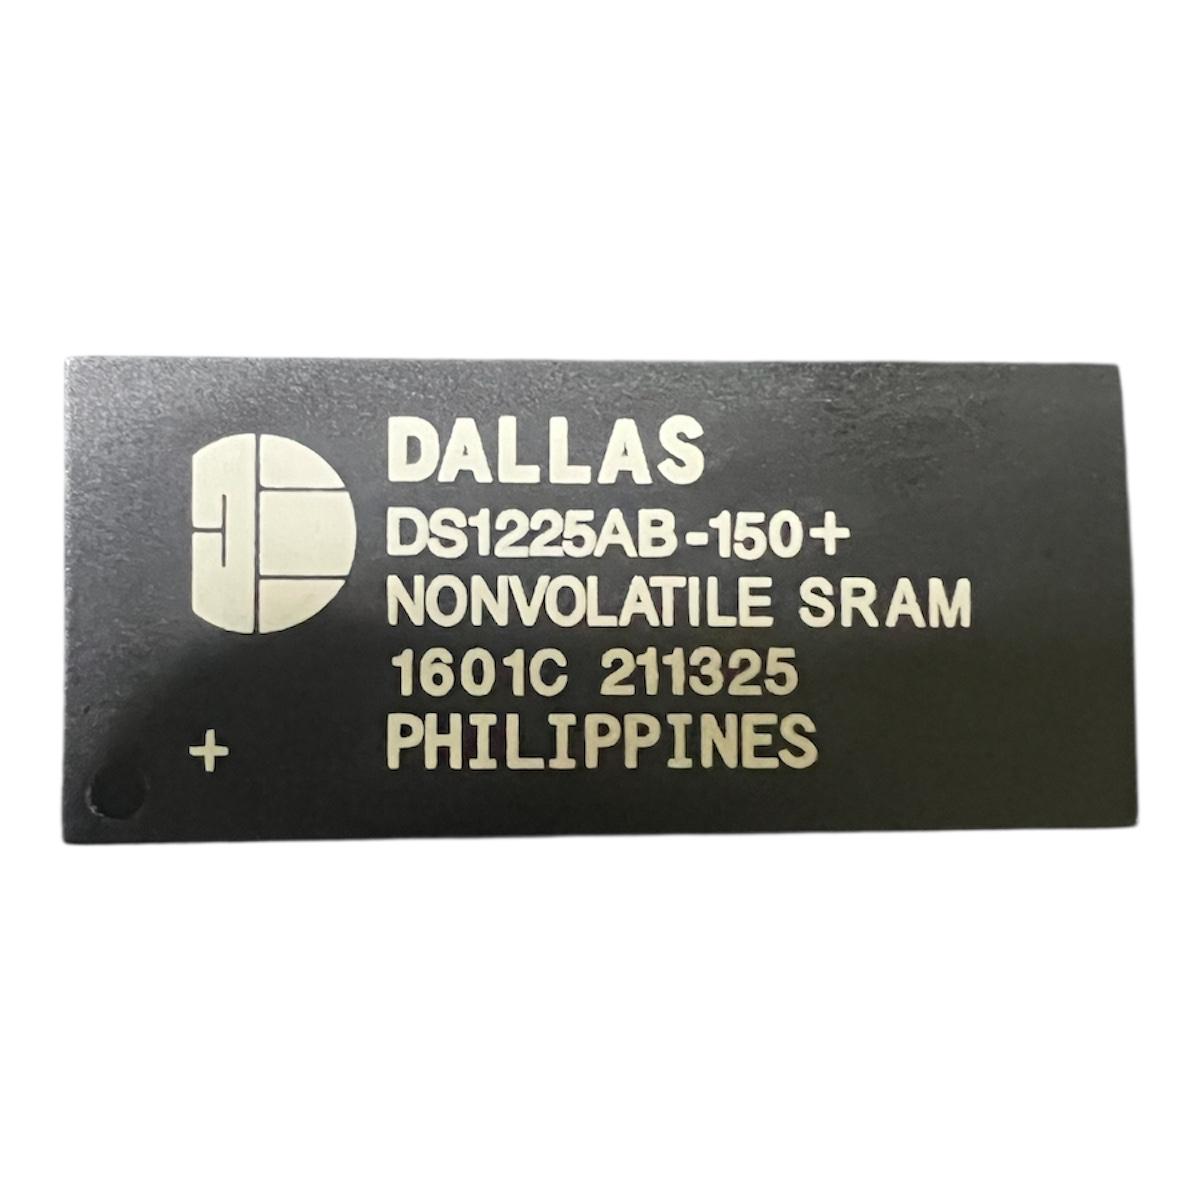 DALLAS
DS1225AB-150+
NONVOLATILE SRAM
1601C 211325
PHILIPPINES
+